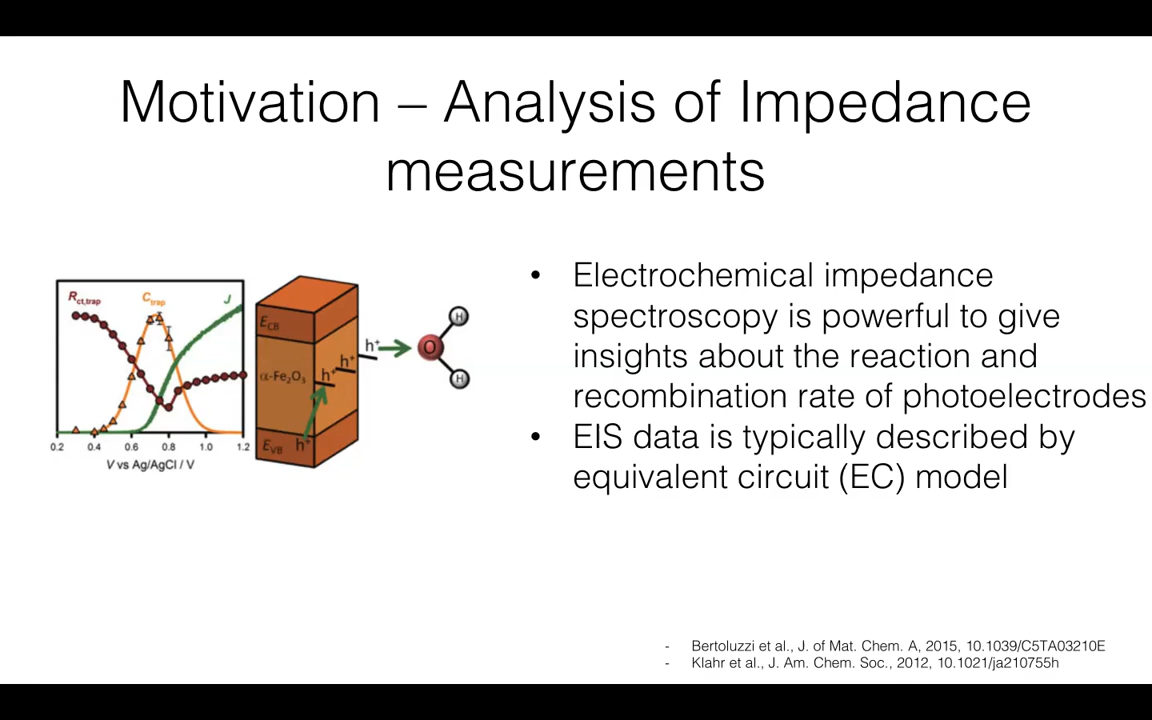 Motivation – Analysis of Impedance
measurements
R_ct,trap
C_trap
J
0.2 0.4 0.6 0.8 1.0 1.2
V vs Ag/AgCl / V
E_CB
α-Fe₂O₃
E_VB
h⁺
h⁺
h⁺
h⁺
O
H
H
• Electrochemical impedance
spectroscopy is powerful to give
insights about the reaction and
recombination rate of photoelectrodes
• EIS data is typically described by
equivalent circuit (EC) model
- Bertoluzzi et al., J. of Mat. Chem. A, 2015, 10.1039/C5TA03210E
- Klahr et al., J. Am. Chem. Soc., 2012, 10.1021/ja210755h